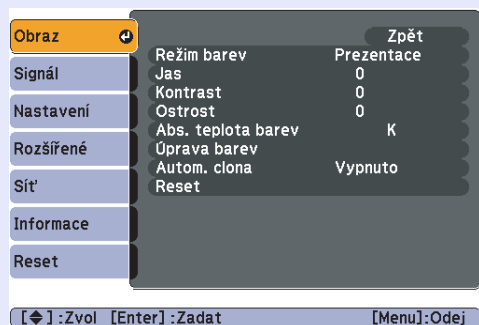 Obraz
Signál
Nastavení
Rozšířené
Síť
Informace
Reset
Zpět
Režim barev Prezentace
Jas 0
Kontrast 0
Ostrost 0
Abs. teplota barev K
Úprava barev
Autom. clona Vypnuto
Reset
[ ] :Zvol [Enter] :Zadat [Menu]:Odej